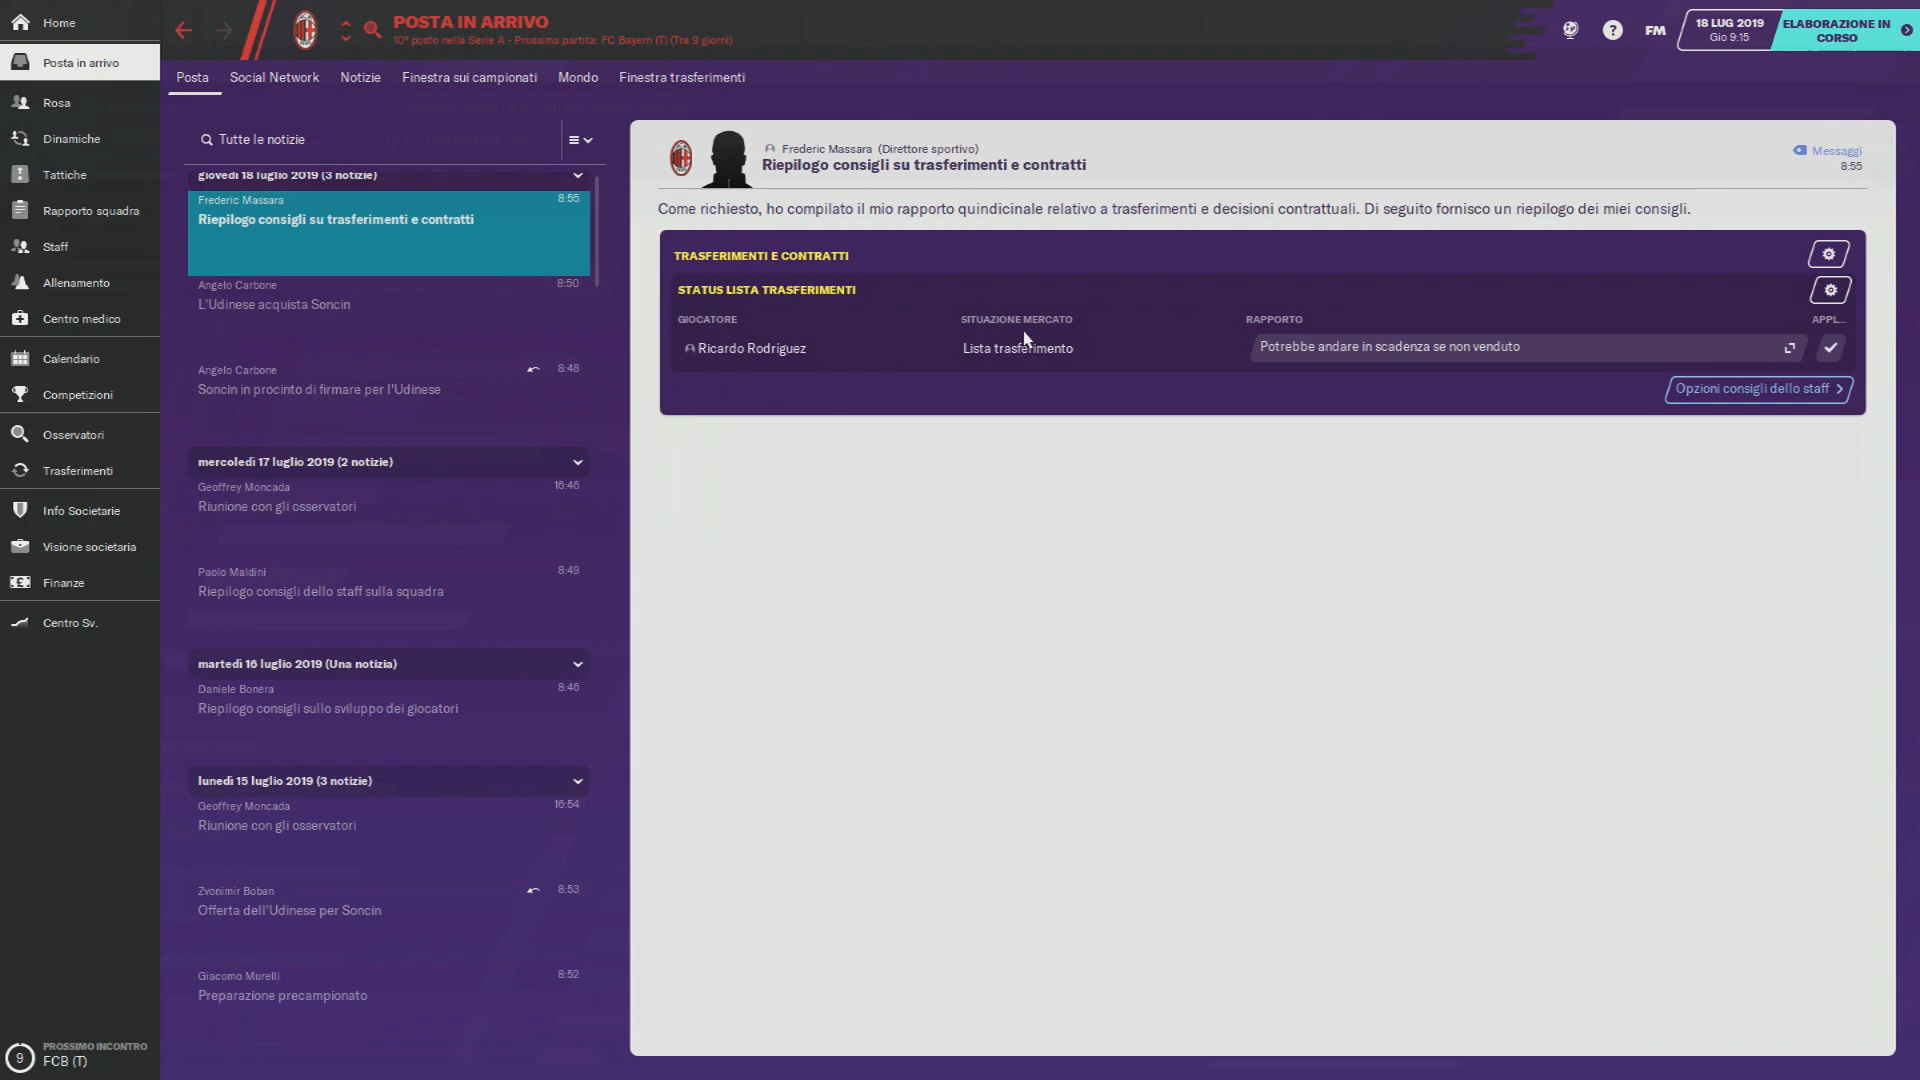 Home
Posta in arrivo
Rosa
Dinamiche
Tattiche
Rapporto squadra
Staff
Allenamento
Centro medico
Calendario
Competizioni
Osservatori
Trasferimenti
Info Societarie
Visione societaria
Finanze
Centro Sv.
9
PROSSIMO INCONTRO
FCB (T)
POSTA IN ARRIVO
10º posto nella Serie A - Prossima partita: FC Bayern (T) (Tra 9 giorni)
?
FM
18 LUG 2019
Gio 9:15
ELABORAZIONE IN
CORSO
Posta Social Network Notizie Finestra sui campionati Mondo Finestra trasferimenti
Tutte le notizie
giovedì 18 luglio 2019 (3 notizie)
Frederic Massara 8:55
Riepilogo consigli su trasferimenti e contratti
Angelo Carbone 8:50
L'Udinese acquista Soncin
Angelo Carbone 8:48
Soncin in procinto di firmare per l'Udinese
mercoledì 17 luglio 2019 (2 notizie)
Geoffrey Moncada 16:46
Riunione con gli osservatori
Paolo Maldini 8:49
Riepilogo consigli dello staff sulla squadra
martedì 16 luglio 2019 (Una notizia)
Daniele Bonera 8:46
Riepilogo consigli sullo sviluppo dei giocatori
lunedì 15 luglio 2019 (3 notizie)
Geoffrey Moncada 16:54
Riunione con gli osservatori
Zvonimir Boban 8:53
Offerta dell'Udinese per Soncin
Giacomo Murelli 8:52
Preparazione precampionato
Frederic Massara (Direttore sportivo)
Riepilogo consigli su trasferimenti e contratti
Messaggi
8:55
Come richiesto, ho compilato il mio rapporto quindicinale relativo a trasferimenti e decisioni contrattuali. Di seguito fornisco un riepilogo dei miei consigli.
TRASFERIMENTI E CONTRATTI
STATUS LISTA TRASFERIMENTI
GIOCATORE SITUAZIONE MERCATO RAPPORTO APPL...
Ricardo Rodríguez Lista trasferimento Potrebbe andare in scadenza se non venduto
Opzioni consigli dello staff